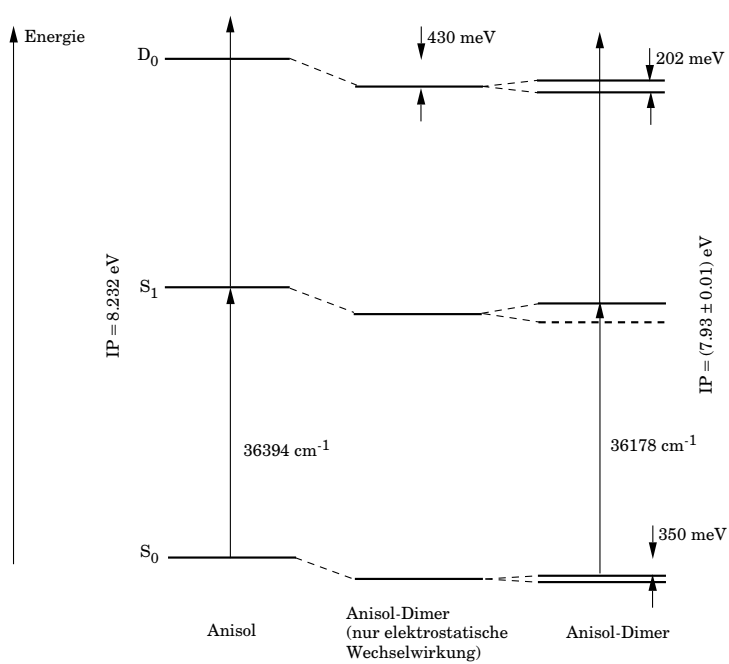 Energie
D₀
430 meV
202 meV
IP = 8.232 eV
S₁
IP = (7.93 ± 0.01) eV
36394 cm⁻¹
36178 cm⁻¹
S₀
350 meV
Anisol
Anisol-Dimer
(nur elektrostatische
Wechselwirkung)
Anisol-Dimer